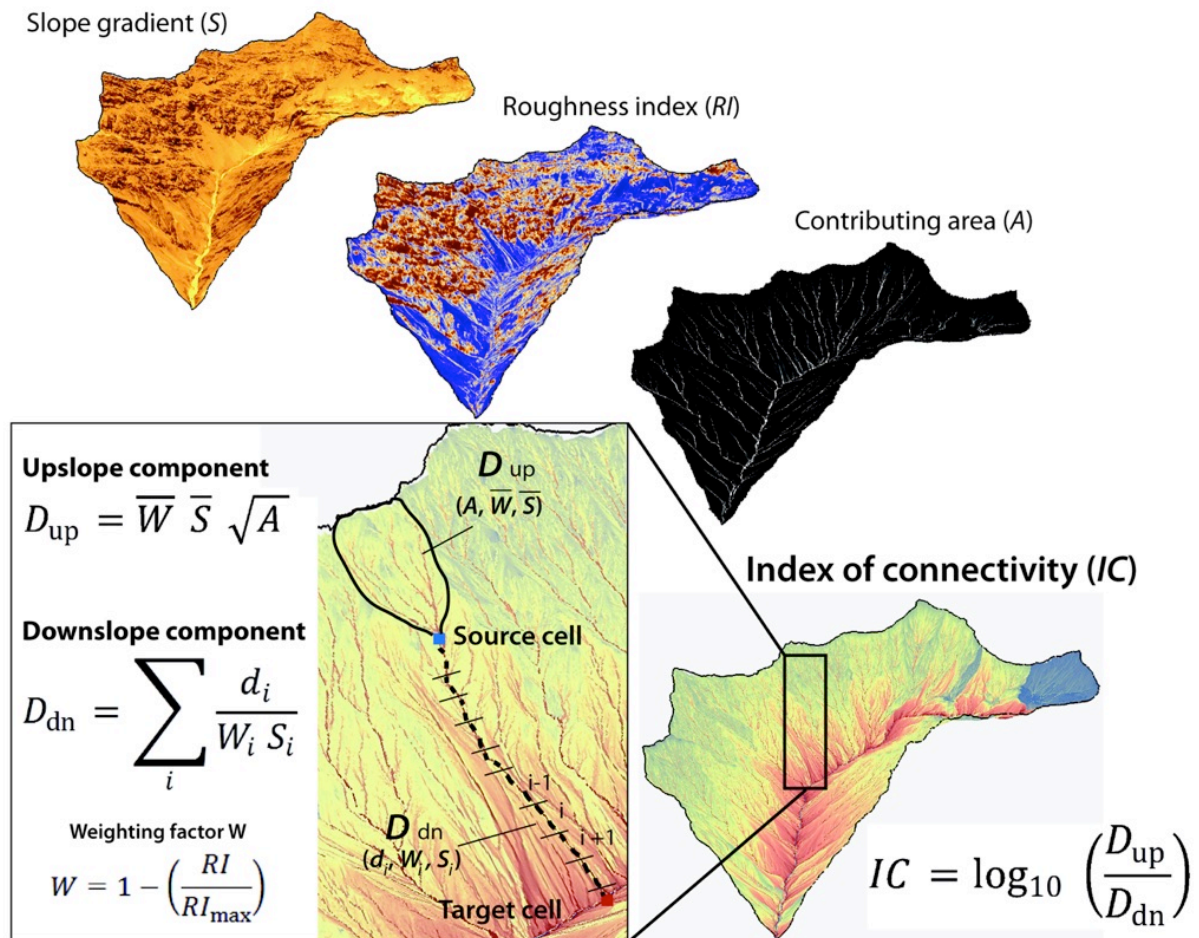 Slope gradient (S)
Roughness index (RI)
Contributing area (A)
Upslope component
D_up = W̅ S̅ √A
Downslope component
D_dn = ∑_i d_i / (W_i S_i)
Weighting factor W
W = 1 − (RI / RI_max)
D up
(A, W̅, S̅)
Source cell
i-1
i
i +1
D dn
(d_i, W_i, S_i)
Target cell
Index of connectivity (IC)
IC = log₁₀ (D_up / D_dn)